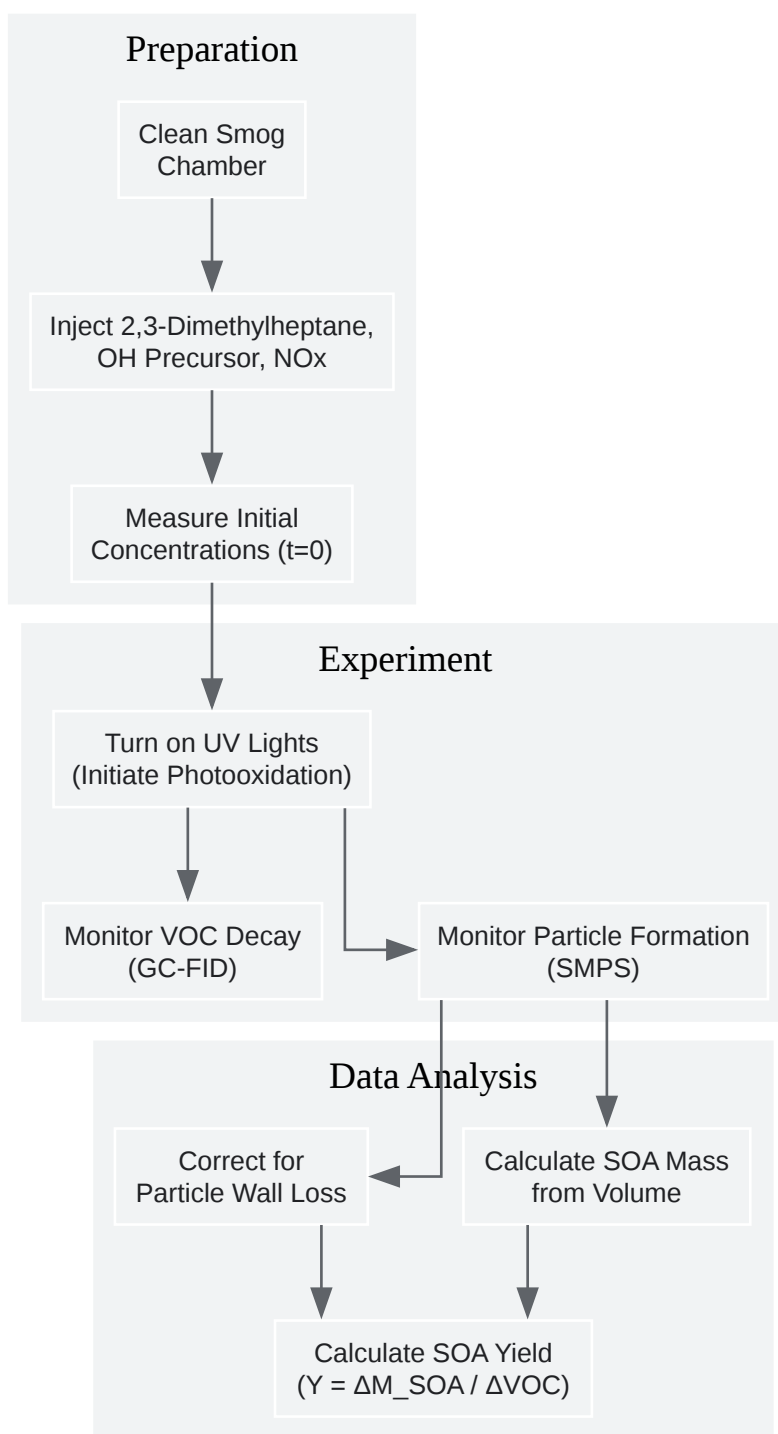 Preparation
Clean Smog
Chamber
Inject 2,3-Dimethylheptane,
OH Precursor, NOx
Measure Initial
Concentrations (t=0)
Experiment
Turn on UV Lights
(Initiate Photooxidation)
Monitor VOC Decay
(GC-FID)
Monitor Particle Formation
(SMPS)
Data Analysis
Correct for
Particle Wall Loss
Calculate SOA Mass
from Volume
Calculate SOA Yield
(Y = ΔM_SOA / ΔVOC)